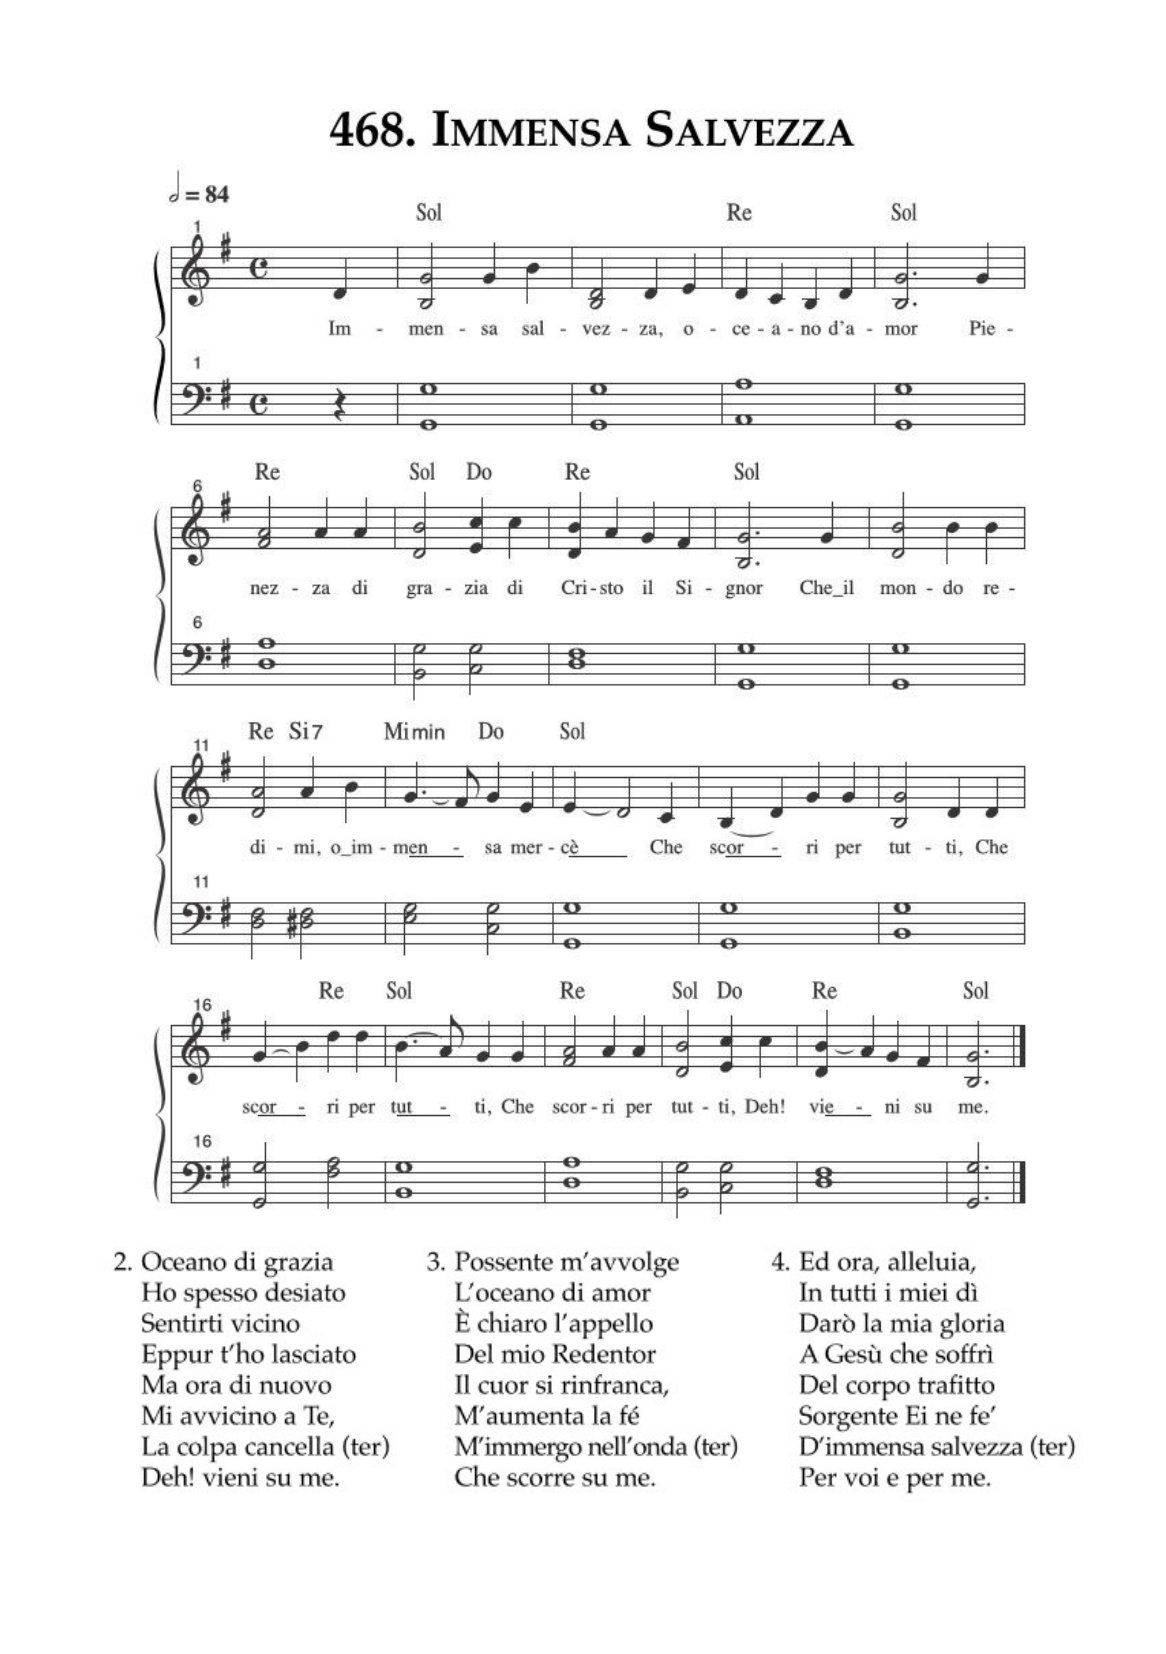 468. Immensa Salvezza
= 84
Sol Re Sol
1
Im - men - sa sal - vez - za, o - ce - a - no d'a - mor Pie -
1
Re Sol Do Re Sol
6
nez - za di gra - zia di Cri - sto il Si - gnor Che_il mon - do re -
6
Re Si7 Mi min Do Sol
11
di - mi, o_im - men - sa mer - cè Che scor - ri per tut - ti, Che
11
Re Sol Re Sol Do Re Sol
16
scor - ri per tut - ti, Che scor - ri per tut - ti, Deh! vie - ni su me.
16
2. Oceano di grazia
Ho spesso desiato
Sentirti vicino
Eppur t'ho lasciato
Ma ora di nuovo
Mi avvicino a Te,
La colpa cancella (ter)
Deh! vieni su me.
3. Possente m'avvolge
L'oceano di amor
È chiaro l'appello
Del mio Redentor
Il cuor si rinfranca,
M'aumenta la fé
M'immergo nell'onda (ter)
Che scorre su me.
4. Ed ora, alleluia,
In tutti i miei dì
Darò la mia gloria
A Gesù che soffrì
Del corpo trafitto
Sorgente Ei ne fe'
D'immensa salvezza (ter)
Per voi e per me.